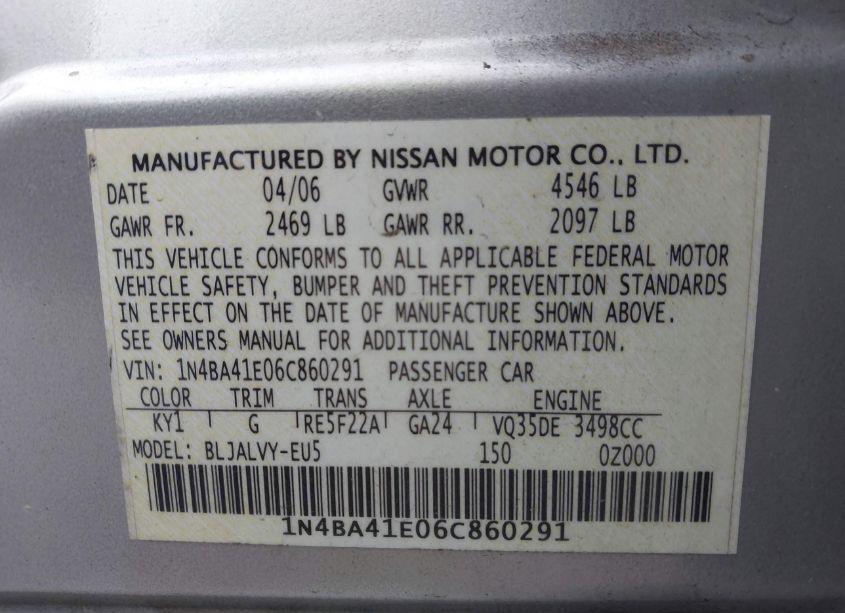 MANUFACTURED BY NISSAN MOTOR CO., LTD.
DATE 04/06 GVWR 4546 LB
GAWR FR. 2469 LB GAWR RR. 2097 LB
THIS VEHICLE CONFORMS TO ALL APPLICABLE FEDERAL MOTOR
VEHICLE SAFETY, BUMPER AND THEFT PREVENTION STANDARDS
IN EFFECT ON THE DATE OF MANUFACTURE SHOWN ABOVE.
SEE OWNERS MANUAL FOR ADDITIONAL INFORMATION.
VIN: 1N4BA41E06C860291 PASSENGER CAR
COLOR TRIM TRANS AXLE ENGINE
KY1 G RE5F22A GA24 VQ35DE 3498CC
MODEL: BLJALVY-EU5 150 0Z000
1N4BA41E06C860291